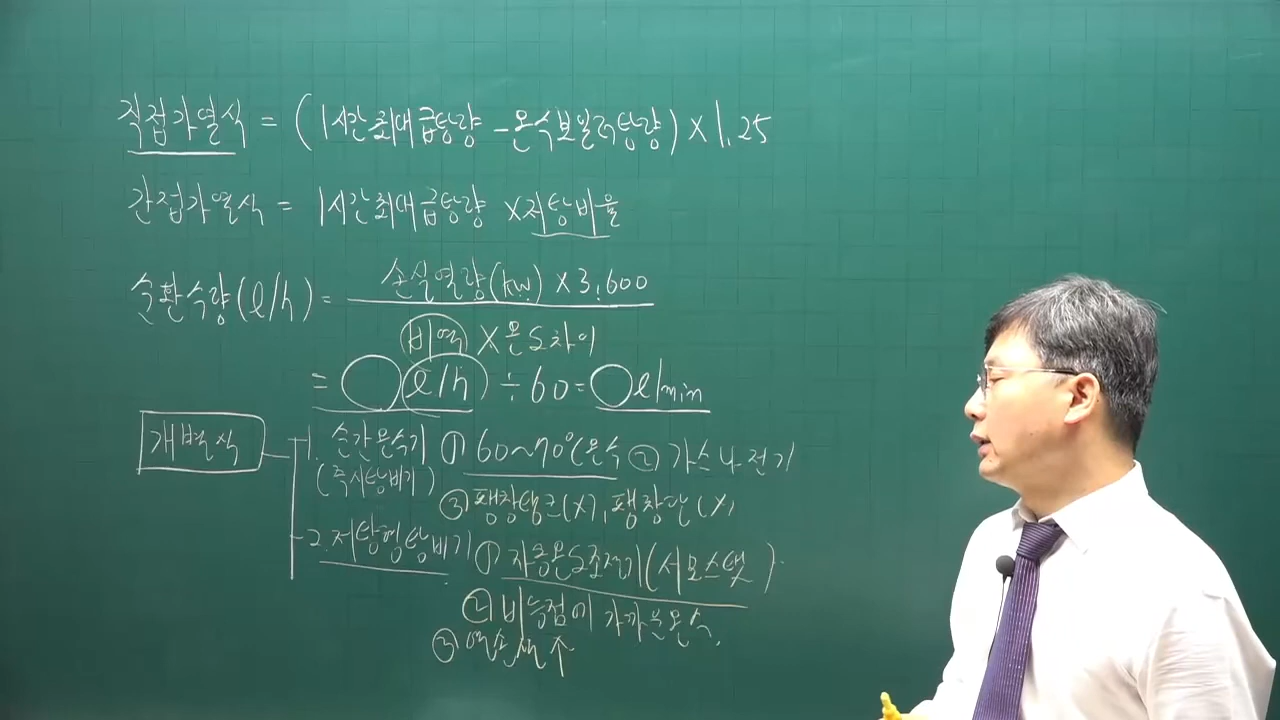 직접가열식 = (1시간최대급탕량 - 온수보일러탕량) × 1.25
간접가열식 = 1시간최대급탕량 × 저탕비율
순환수량(ℓ/h) = 손실열량(kw) × 3,600
비열 × 온도차이
= ○ ℓ/h ÷ 60 = ○ ℓ/min
개별식 1. 순간온수기 ① 60~70℃온수 ② 가스나 전기
(즉시탕비기)
③ 팽창탱크(X), 팽창관(X)
2. 저탕형탕비기 ① 자동온도조절기(서모스탯)
② 비등점에 가까운온수
③ 열손실↑